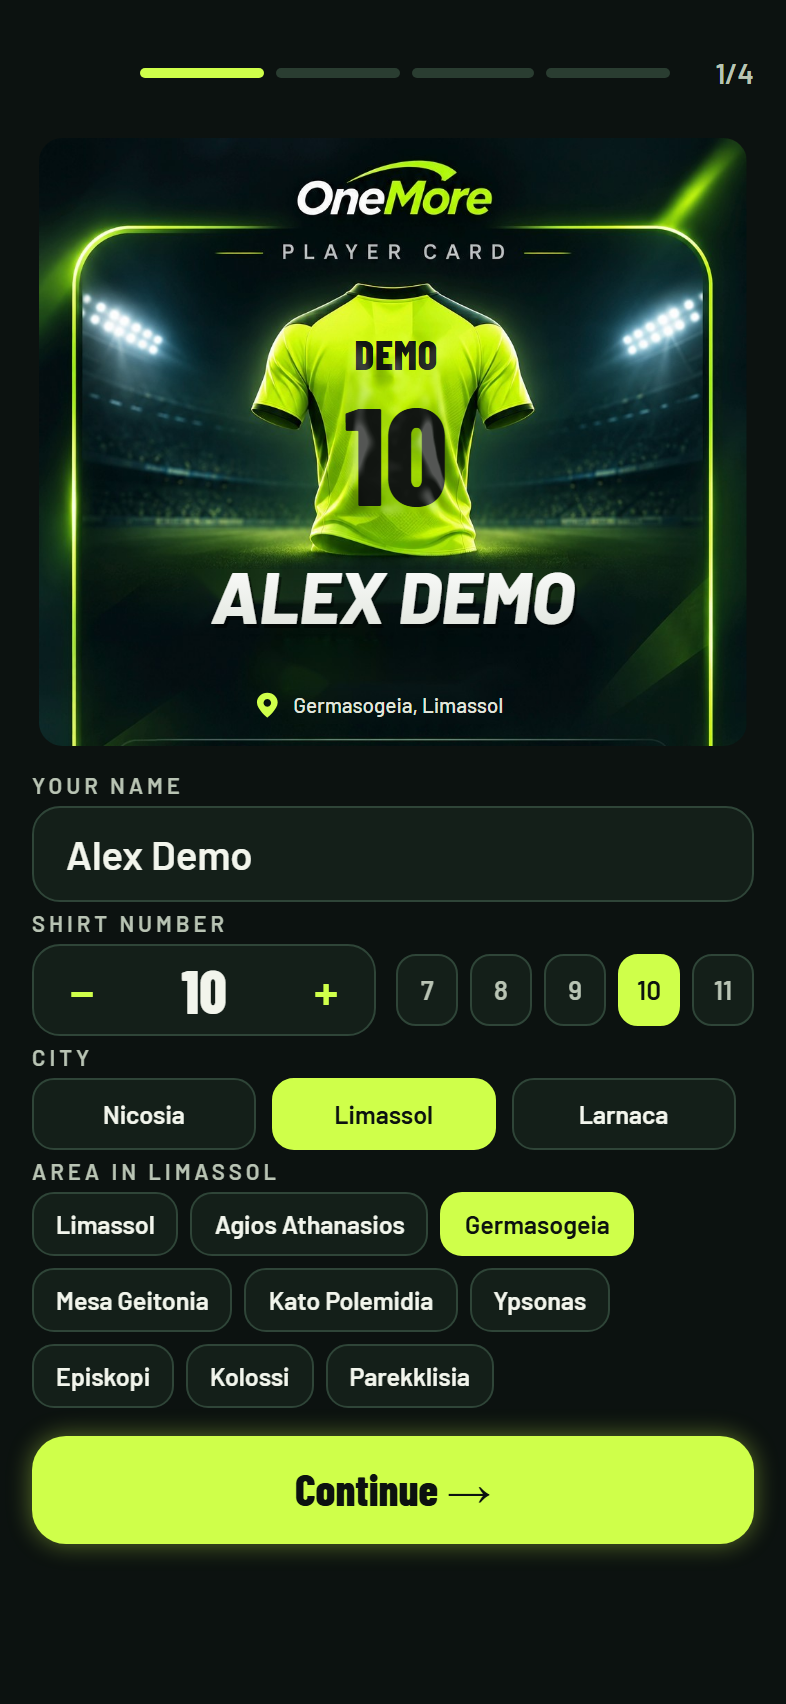 1/4
OneMore
PLAYER CARD
DEMO
10
ALEX DEMO
Germasogeia, Limassol
YOUR NAME
Alex Demo
SHIRT NUMBER
− 10 + 7 8 9 10 11
CITY
Nicosia Limassol Larnaca
AREA IN LIMASSOL
Limassol Agios Athanasios Germasogeia
Mesa Geitonia Kato Polemidia Ypsonas
Episkopi Kolossi Parekklisia
Continue →